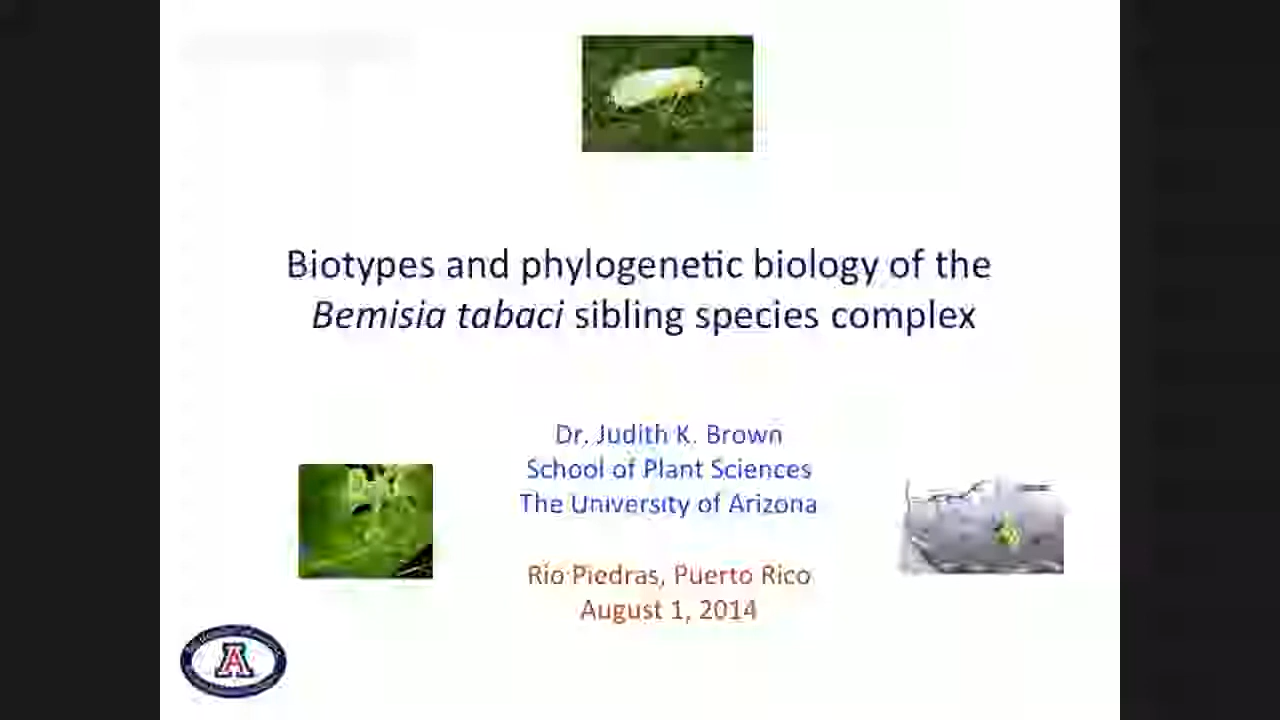 Biotypes and phylogenetic biology of the
Bemisia tabaci sibling species complex
Dr. Judith K. Brown
School of Plant Sciences
The University of Arizona
Río Piedras, Puerto Rico
August 1, 2014
A